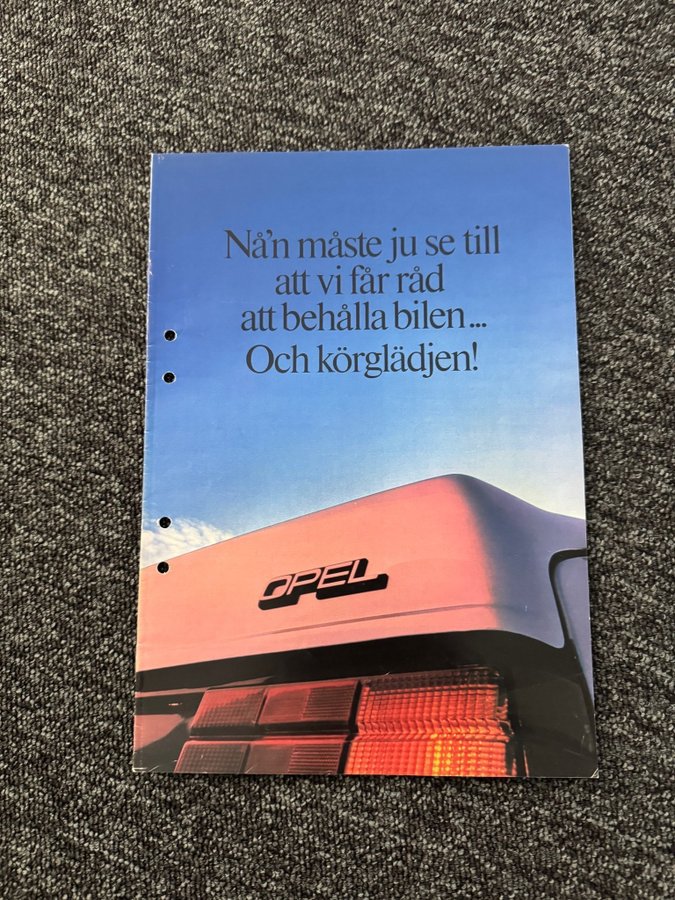 Nå'n måste ju se till
att vi får råd
att behålla bilen...
Och körglädjen!
OPEL